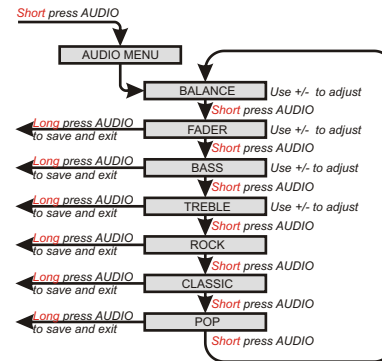 Short press AUDIO
AUDIO MENU
BALANCE Use +/- to adjust
Short press AUDIO
Long press AUDIO
to save and exit
FADER Use +/- to adjust
Short press AUDIO
Long press AUDIO
to save and exit
BASS Use +/- to adjust
Short press AUDIO
Long press AUDIO
to save and exit
TREBLE Use +/- to adjust
Short press AUDIO
Long press AUDIO
to save and exit
ROCK
Short press AUDIO
Long press AUDIO
to save and exit
CLASSIC
Short press AUDIO
Long press AUDIO
to save and exit
POP
Short press AUDIO